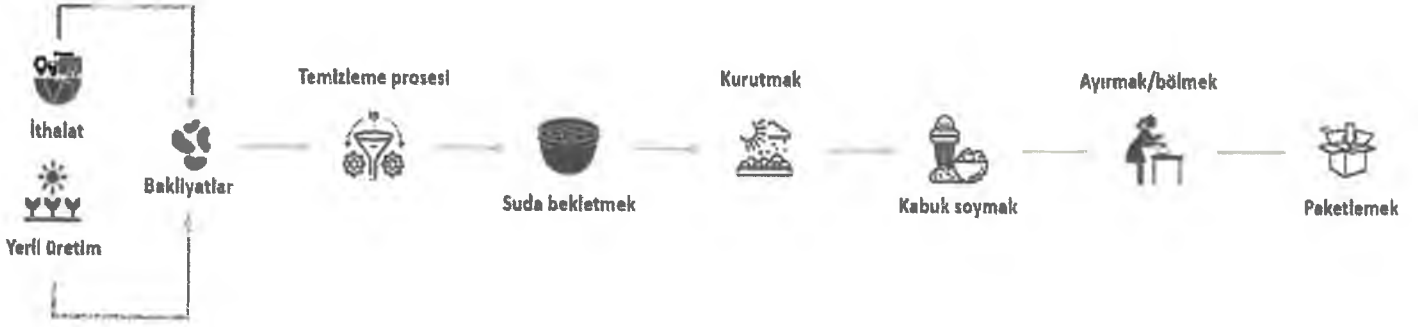 İthalat
Yerli üretim
Bakliyatlar
Temizleme prosesi
Suda bekletmek
Kurutmak
Kabuk soymak
Ayırmak/bölmek
Paketlemek